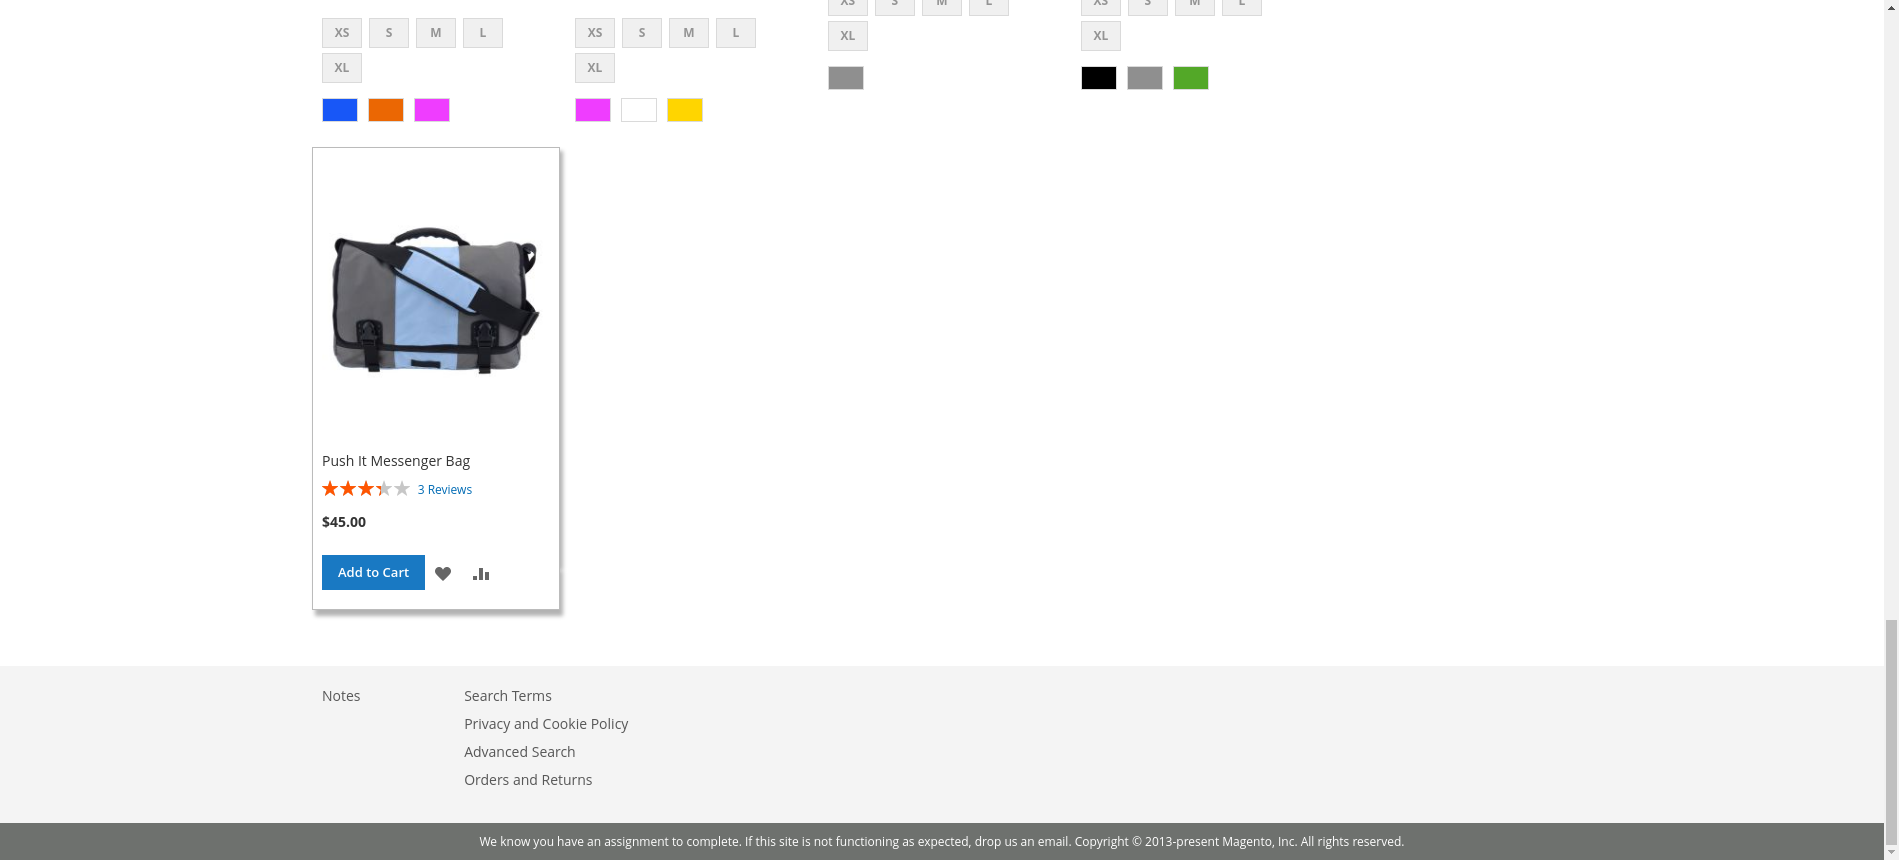 XS S M L
XS S M L
XS S M L
XS S M L
XL
XL
XL
XL
Push It Messenger Bag
3 Reviews
$45.00
Add to Cart
Notes
Search Terms
Privacy and Cookie Policy
Advanced Search
Orders and Returns
We know you have an assignment to complete. If this site is not functioning as expected, drop us an email. Copyright © 2013-present Magento, Inc. All rights reserved.